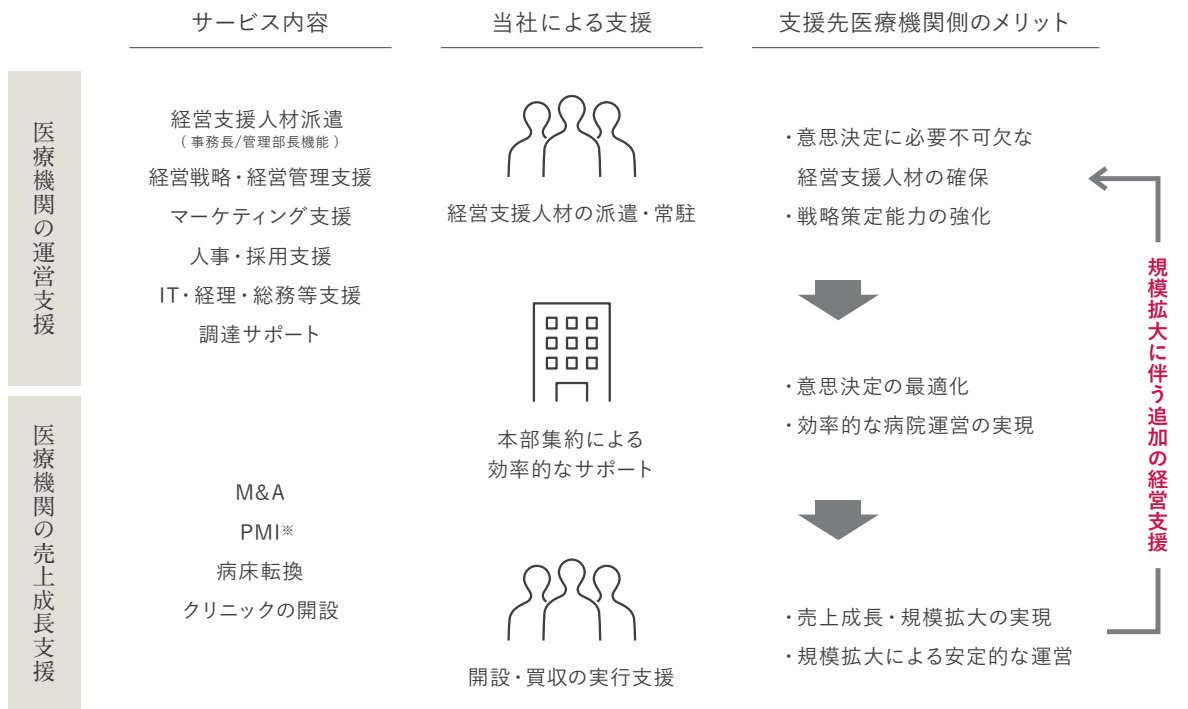 サービス内容
当社による支援
支援先医療機関側のメリット
医療機関の運営支援
経営支援人材派遣
(事務長/管理部長機能)
経営戦略・経営管理支援
マーケティング支援
人事・採用支援
IT・経理・総務等支援
調達サポート
経営支援人材の派遣・常駐
・意思決定に必要不可欠な
経営支援人材の確保
・戦略策定能力の強化
本部集約による
効率的なサポート
・意思決定の最適化
・効率的な病院運営の実現
医療機関の売上成長支援
M&A
PMI※
病床転換
クリニックの開設
開設・買収の実行支援
・売上成長・規模拡大の実現
・規模拡大による安定的な運営
規模拡大に伴う追加の経営支援